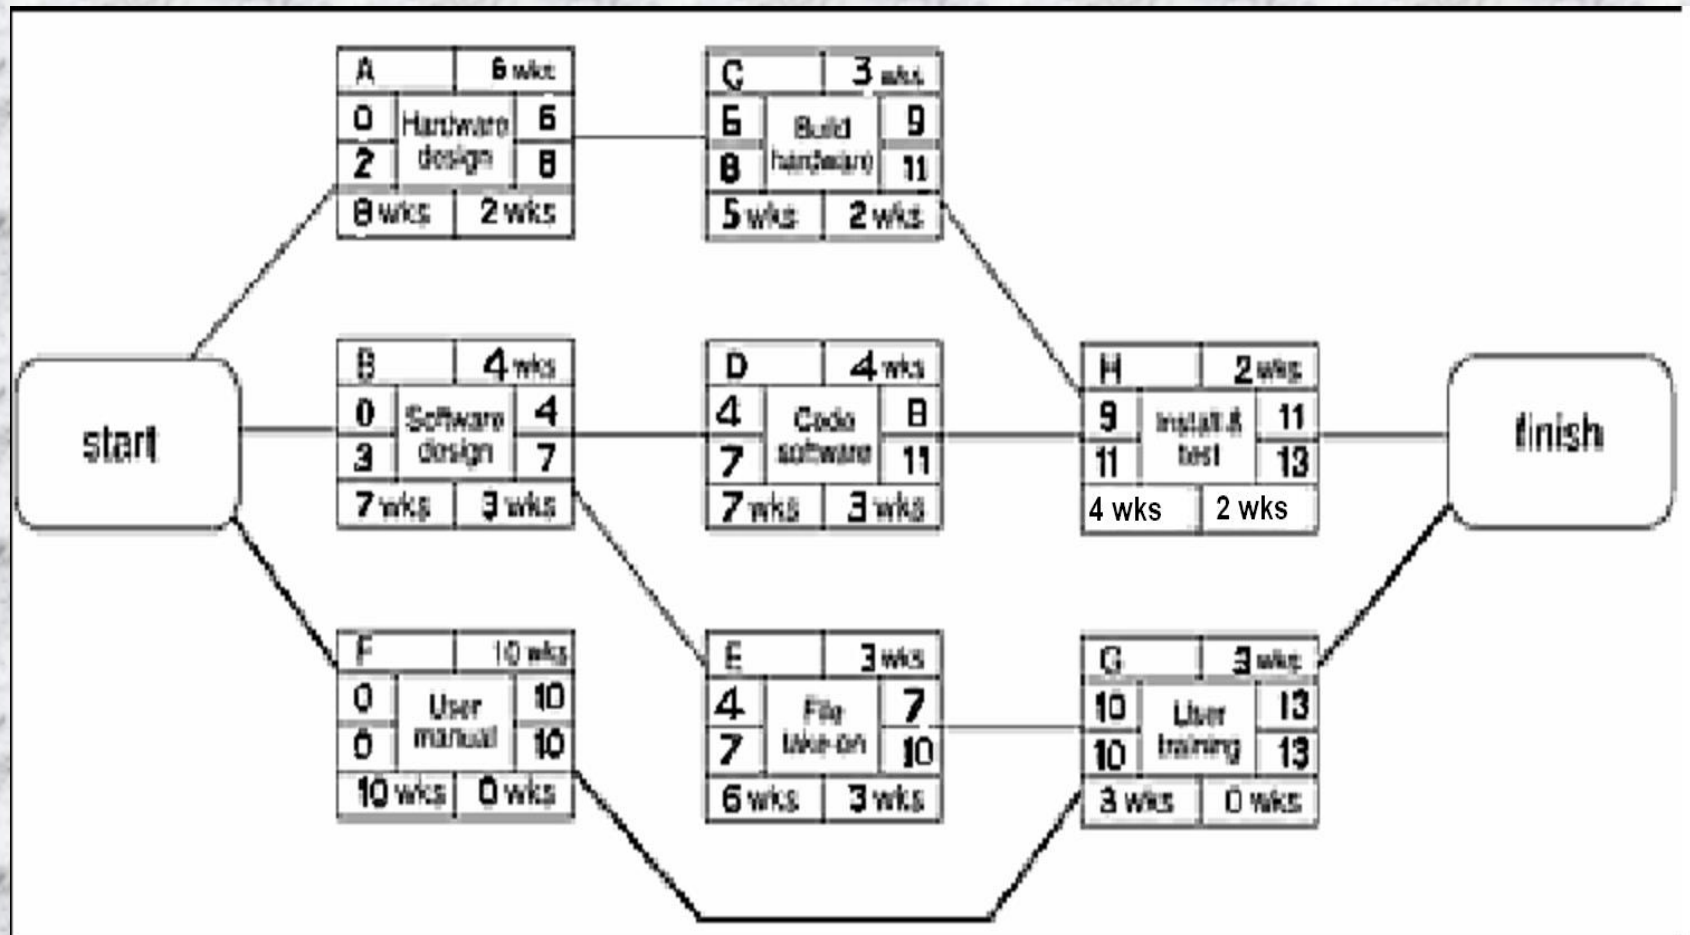 A 6 wks
0 Hardware 6
2 design 8
8 wks 2 wks
C 3 wks
6 Build 9
8 hardware 11
5 wks 2 wks
start
B 4 wks
0 Software 4
3 design 7
7 wks 3 wks
D 4 wks
4 Code 8
7 software 11
7 wks 3 wks
H 2 wks
9 Install & 11
11 test 13
4 wks 2 wks
finish
F 10 wks
0 User 10
0 manual 10
10 wks 0 wks
E 3 wks
4 File 7
7 take-on 10
6 wks 3 wks
G 3 wks
10 User 13
10 training 13
3 wks 0 wks